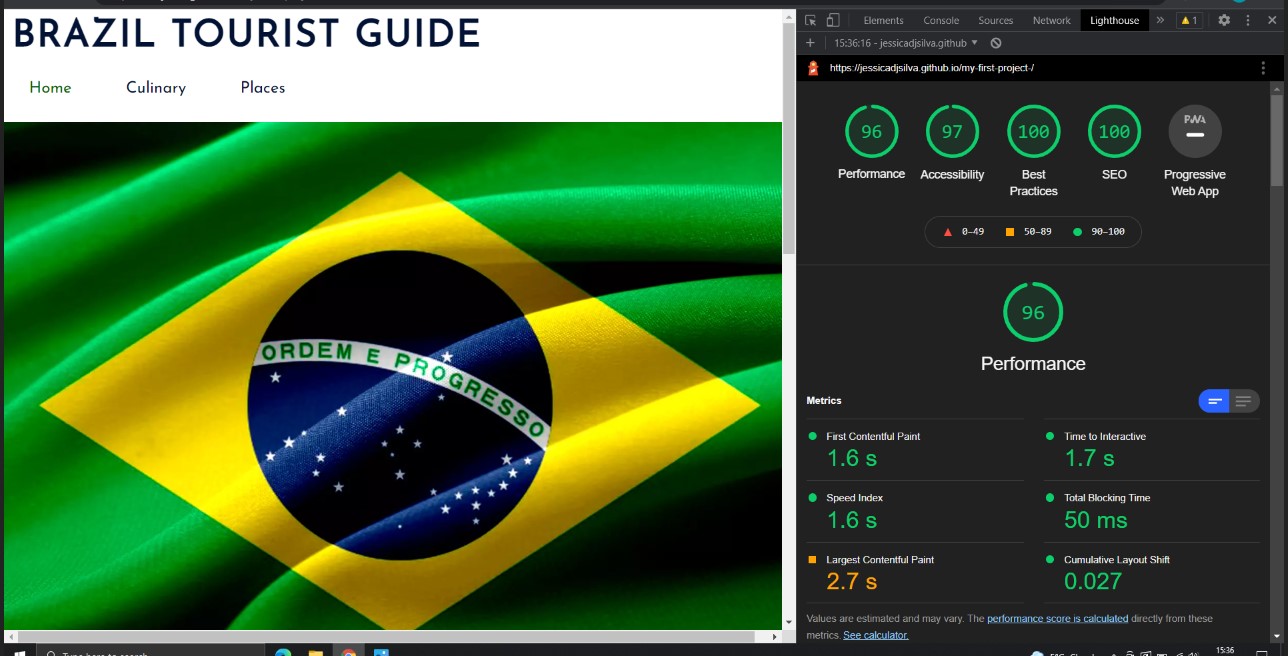 BRAZIL TOURIST GUIDE
Home Culinary Places
ORDEM E PROGRESSO
Elements Console Sources Network Lighthouse » 1
15:36:16 - jessicadjsilva.github
https://jessicadjsilva.github.io/my-first-project-/
96 97 100 100 PWA
Performance Accessibility Best Practices SEO Progressive Web App
0–49 50–89 90–100
96
Performance
Metrics
First Contentful Paint
1.6 s
Time to Interactive
1.7 s
Speed Index
1.6 s
Total Blocking Time
50 ms
Largest Contentful Paint
2.7 s
Cumulative Layout Shift
0.027
Values are estimated and may vary. The performance score is calculated directly from these
metrics. See calculator.
Type here to search
15:36